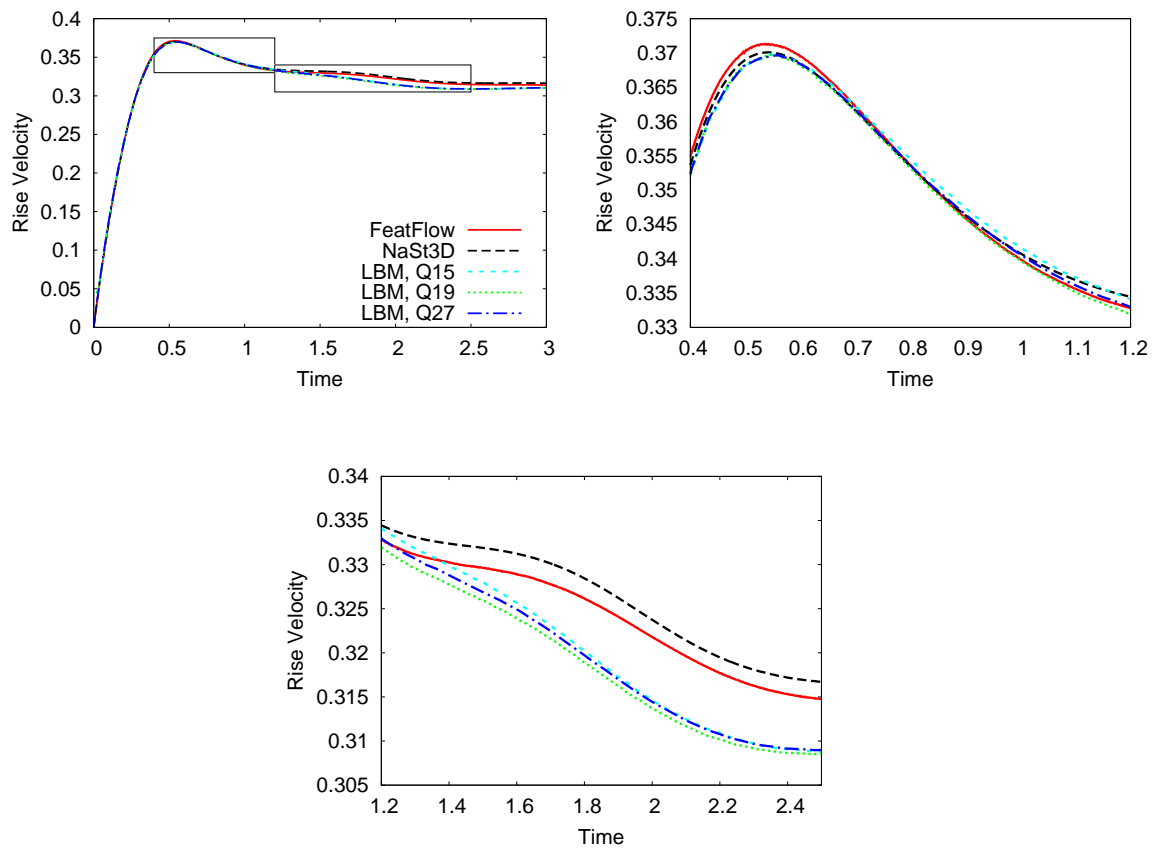 0.4
0.35
0.3
0.25
0.2
0.15
0.1
0.05
0
Rise Velocity
0 0.5 1 1.5 2 2.5 3
Time
FeatFlow
NaSt3D
LBM, Q15
LBM, Q19
LBM, Q27
0.375
0.37
0.365
0.36
0.355
0.35
0.345
0.34
0.335
0.33
Rise Velocity
0.4 0.5 0.6 0.7 0.8 0.9 1 1.1 1.2
Time
0.34
0.335
0.33
0.325
0.32
0.315
0.31
0.305
Rise Velocity
1.2 1.4 1.6 1.8 2 2.2 2.4
Time